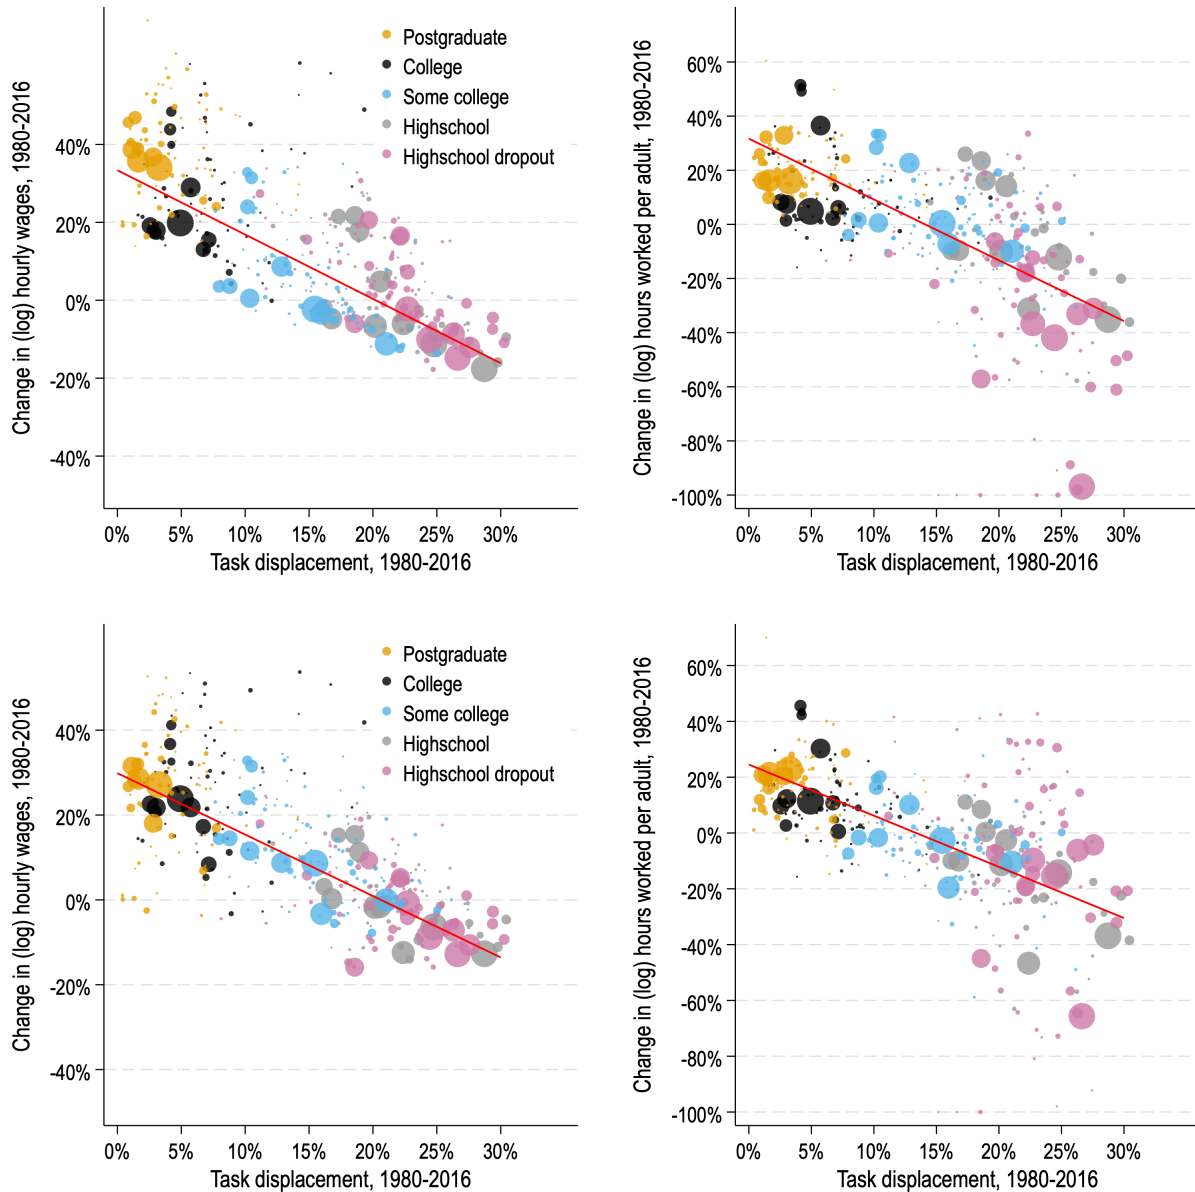 Change in (log) hourly wages, 1980-2016
40%
20%
0%
-20%
-40%
Postgraduate
College
Some college
Highschool
Highschool dropout
0% 5% 10% 15% 20% 25% 30%
Task displacement, 1980-2016
Change in (log) hours worked per adult, 1980-2016
60%
40%
20%
0%
-20%
-40%
-60%
-80%
-100%
0% 5% 10% 15% 20% 25% 30%
Task displacement, 1980-2016
Change in (log) hourly wages, 1980-2016
40%
20%
0%
-20%
-40%
Postgraduate
College
Some college
Highschool
Highschool dropout
0% 5% 10% 15% 20% 25% 30%
Task displacement, 1980-2016
Change in (log) hours worked per adult, 1980-2016
60%
40%
20%
0%
-20%
-40%
-60%
-80%
-100%
0% 5% 10% 15% 20% 25% 30%
Task displacement, 1980-2016